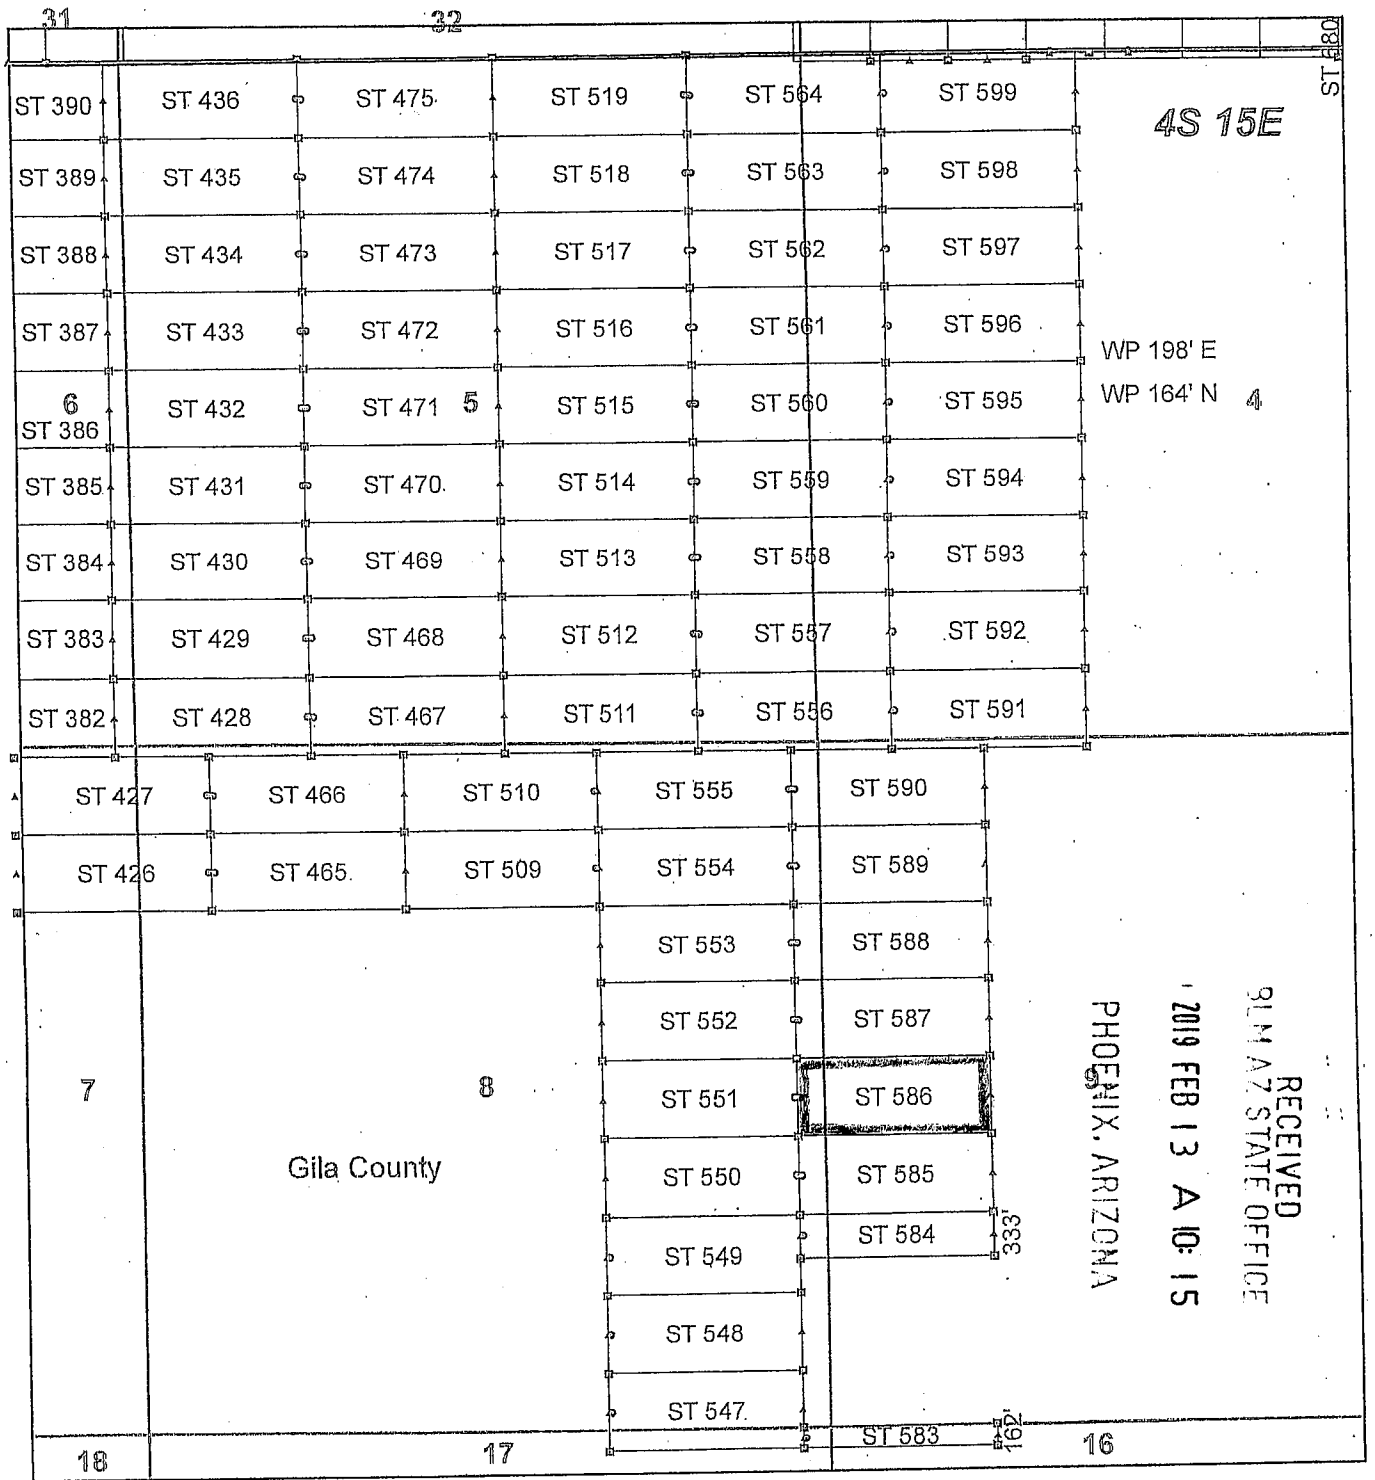 31 32
ST 680
ST 390 ST 436 ST 475 ST 519 ST 564 ST 599
4S 15E
ST 389 ST 435 ST 474 ST 518 ST 563 ST 598
ST 388 ST 434 ST 473 ST 517 ST 562 ST 597
ST 387 ST 433 ST 472 ST 516 ST 561 ST 596
WP 198' E
WP 164' N 4
6
ST 386 ST 432 ST 471 5 ST 515 ST 560 ST 595
ST 385 ST 431 ST 470 ST 514 ST 559 ST 594
ST 384 ST 430 ST 469 ST 513 ST 558 ST 593
ST 383 ST 429 ST 468 ST 512 ST 557 ST 592
ST 382 ST 428 ST 467 ST 511 ST 556 ST 591
ST 427 ST 466 ST 510 ST 555 ST 590
ST 426 ST 465 ST 509 ST 554 ST 589
ST 553 ST 588
ST 552 ST 587
7 8 ST 551 ST 586 9
Gila County
ST 550 ST 585
ST 549 ST 584 333'
ST 548
ST 547
ST 583 162'
18 17 16
RECEIVED
BLM AZ STATE OFFICE
2019 FEB 13 A 10: 15
PHOENIX, ARIZONA